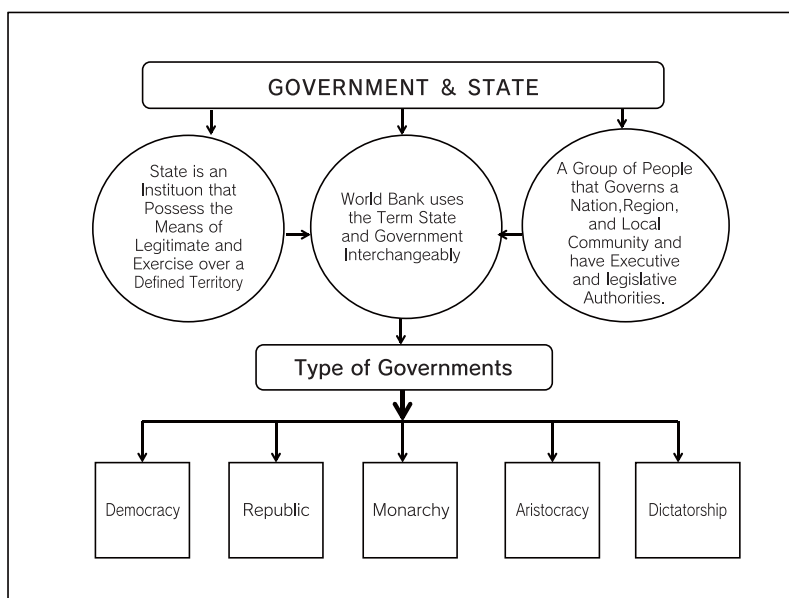 GOVERNMENT & STATE
State is an
Instituon that
Possess the
Means of
Legitimate and
Exercise over a
Defined Territory
World Bank uses
the Term State
and Government
Interchangeably
A Group of People
that Governs a
Nation,Region,
and Local
Community and
have Executive
and legislative
Authorities.
Type of Governments
Democracy
Republic
Monarchy
Aristocracy
Dictatorship